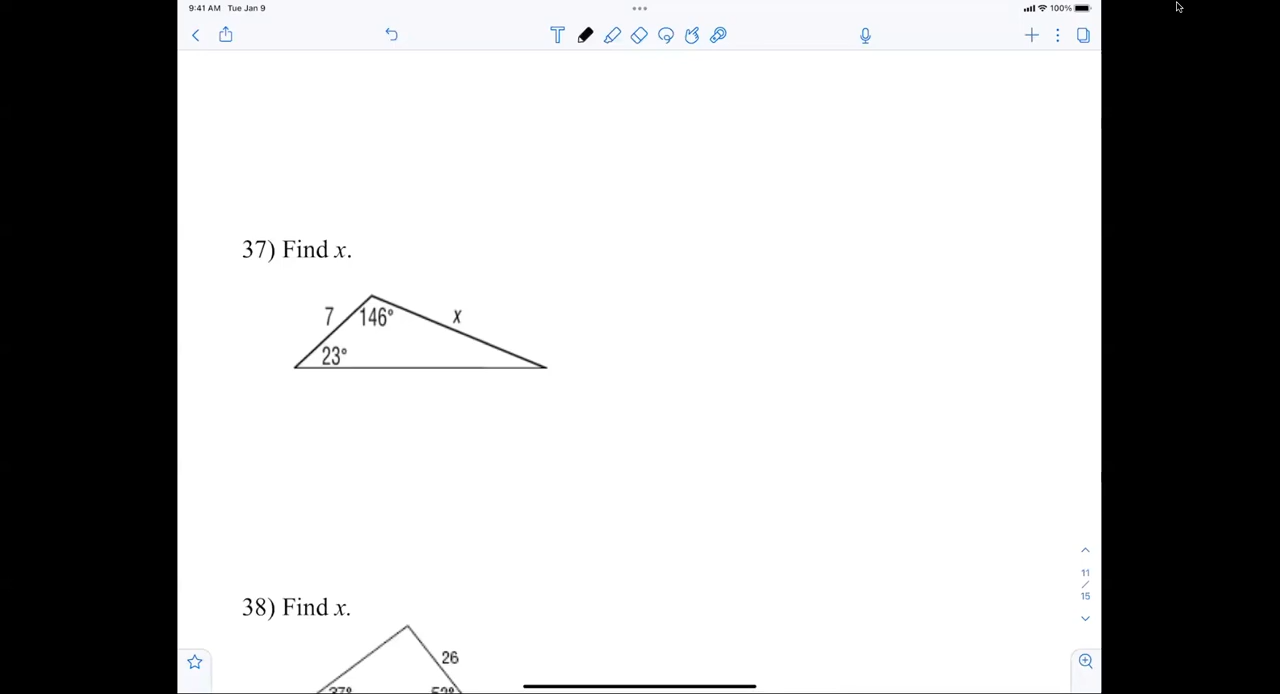 9:41 AM Tue Jan 9
100%
T
37) Find x.
7
146°
x
23°
11
/
15
38) Find x.
26